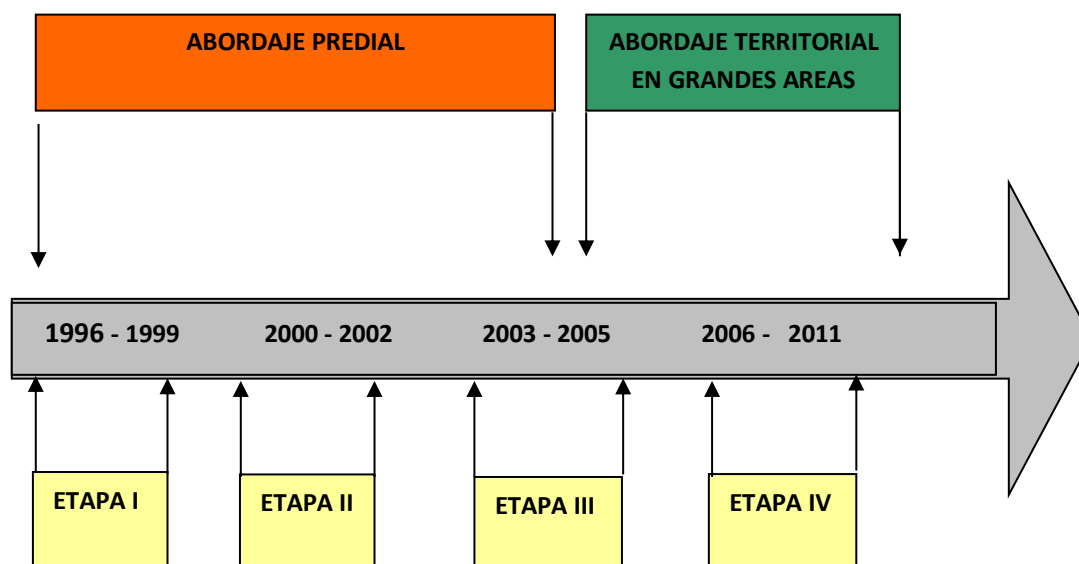 ABORDAJE PREDIAL
ABORDAJE TERRITORIAL
EN GRANDES AREAS
1996 - 1999
2000 - 2002
2003 - 2005
2006 - 2011
ETAPA I
ETAPA II
ETAPA III
ETAPA IV